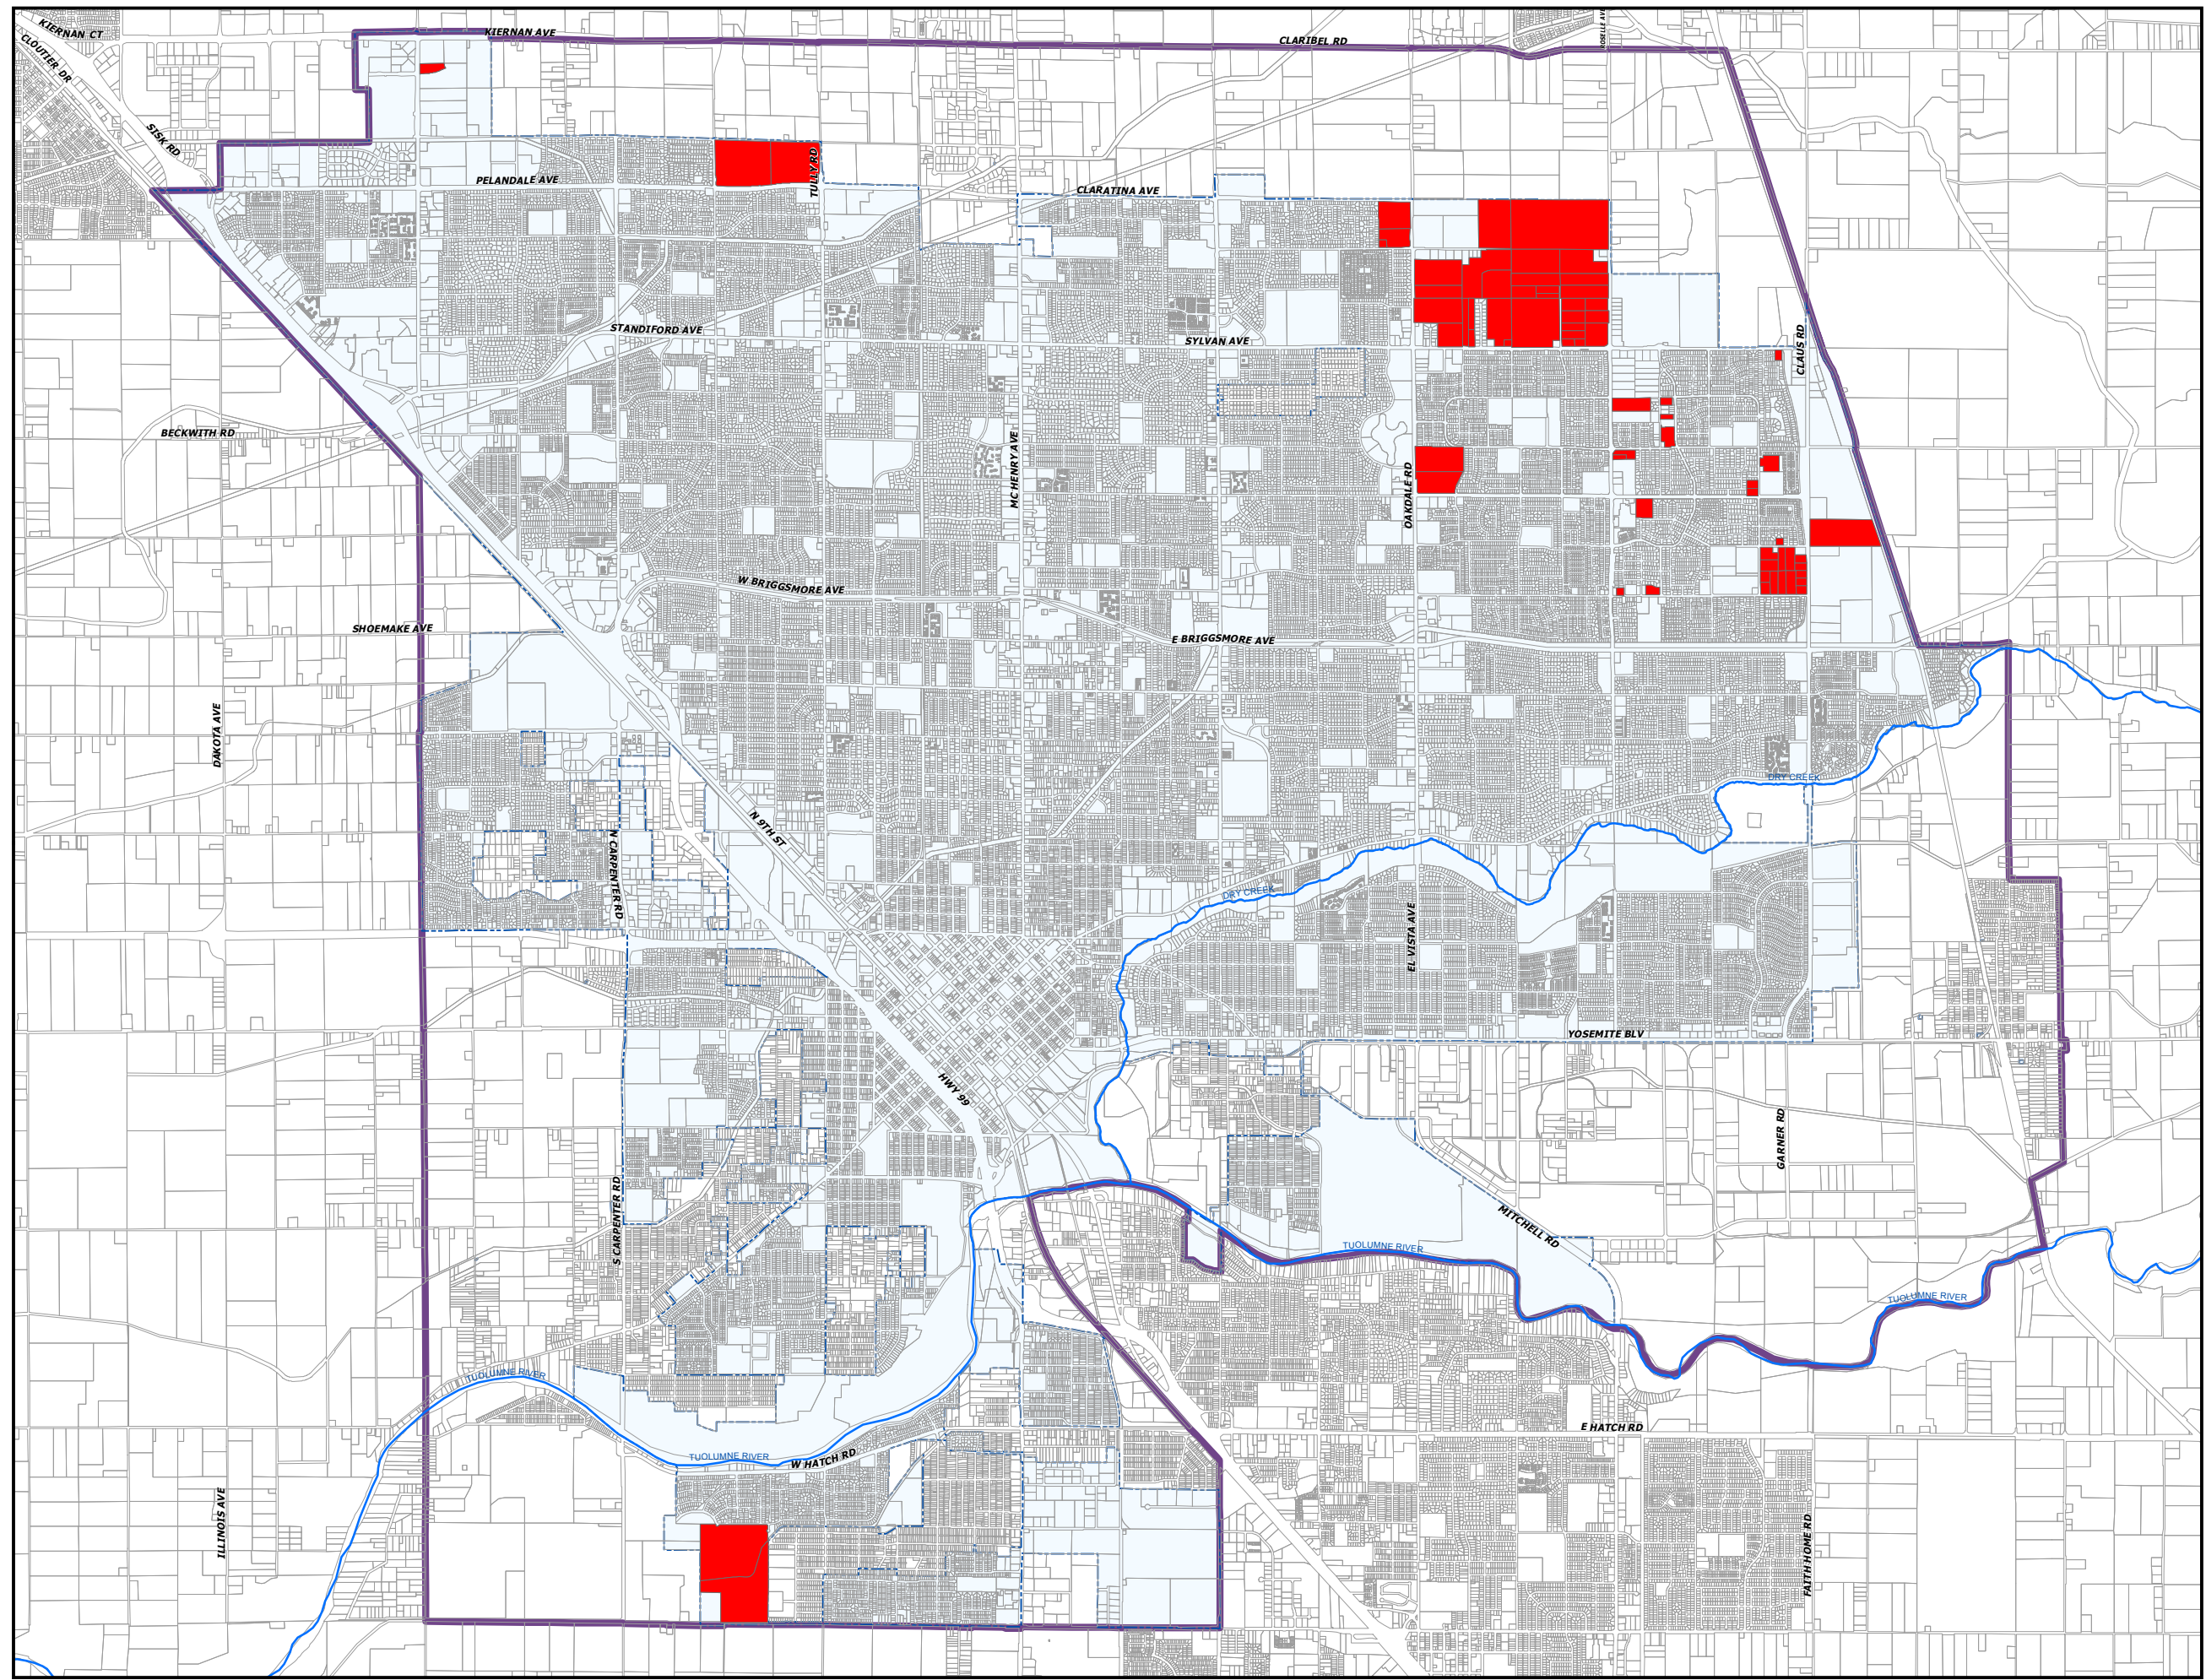 KIERNAN CT
KIERNAN AVE
CLARIBEL RD
ROSELLE AVE
CLOUTIER DR
SISK RD
TULLY RD
PELANDALE AVE
CLARATINA AVE
STANDIFORD AVE
SYLVAN AVE
CLAUS RD
BECKWITH RD
MC HENRY AVE
OAKDALE RD
W BRIGGSMORE AVE
SHOEMAKE AVE
E BRIGGSMORE AVE
DAKOTA AVE
DRY CREEK
N 9TH ST
N CARPENTER RD
DRY CREEK
EL VISTA AVE
YOSEMITE BLV
HWY 99
GARNER RD
S CARPENTER RD
MITCHELL RD
TUOLUMNE RIVER
TUOLUMNE RIVER
TUOLUMNE RIVER
E HATCH RD
TUOLUMNE RIVER
W HATCH RD
ILLINOIS AVE
FAITH HOME RD